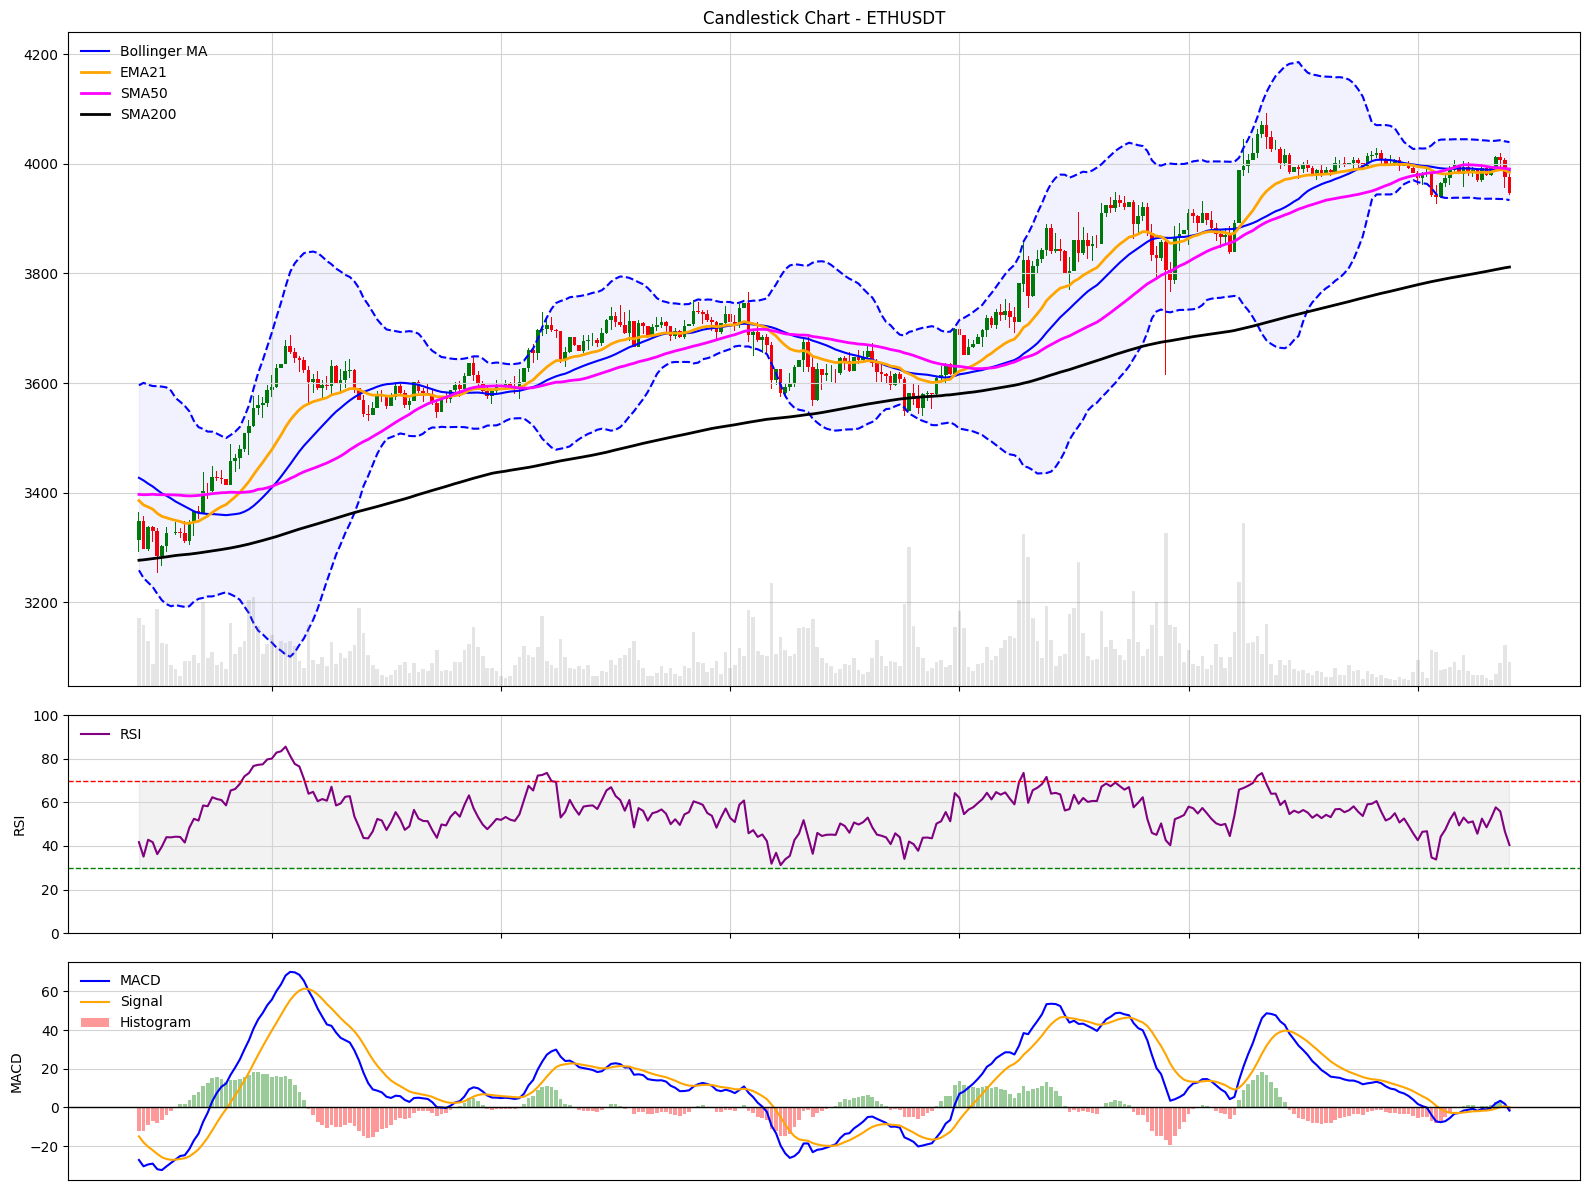 Candlestick Chart - ETHUSDT
Bollinger MA
EMA21
SMA50
SMA200
4200
4000
3800
3600
3400
3200
RSI
100
80
60
40
20
0
RSI
MACD
Signal
Histogram
60
40
20
0
−20
MACD